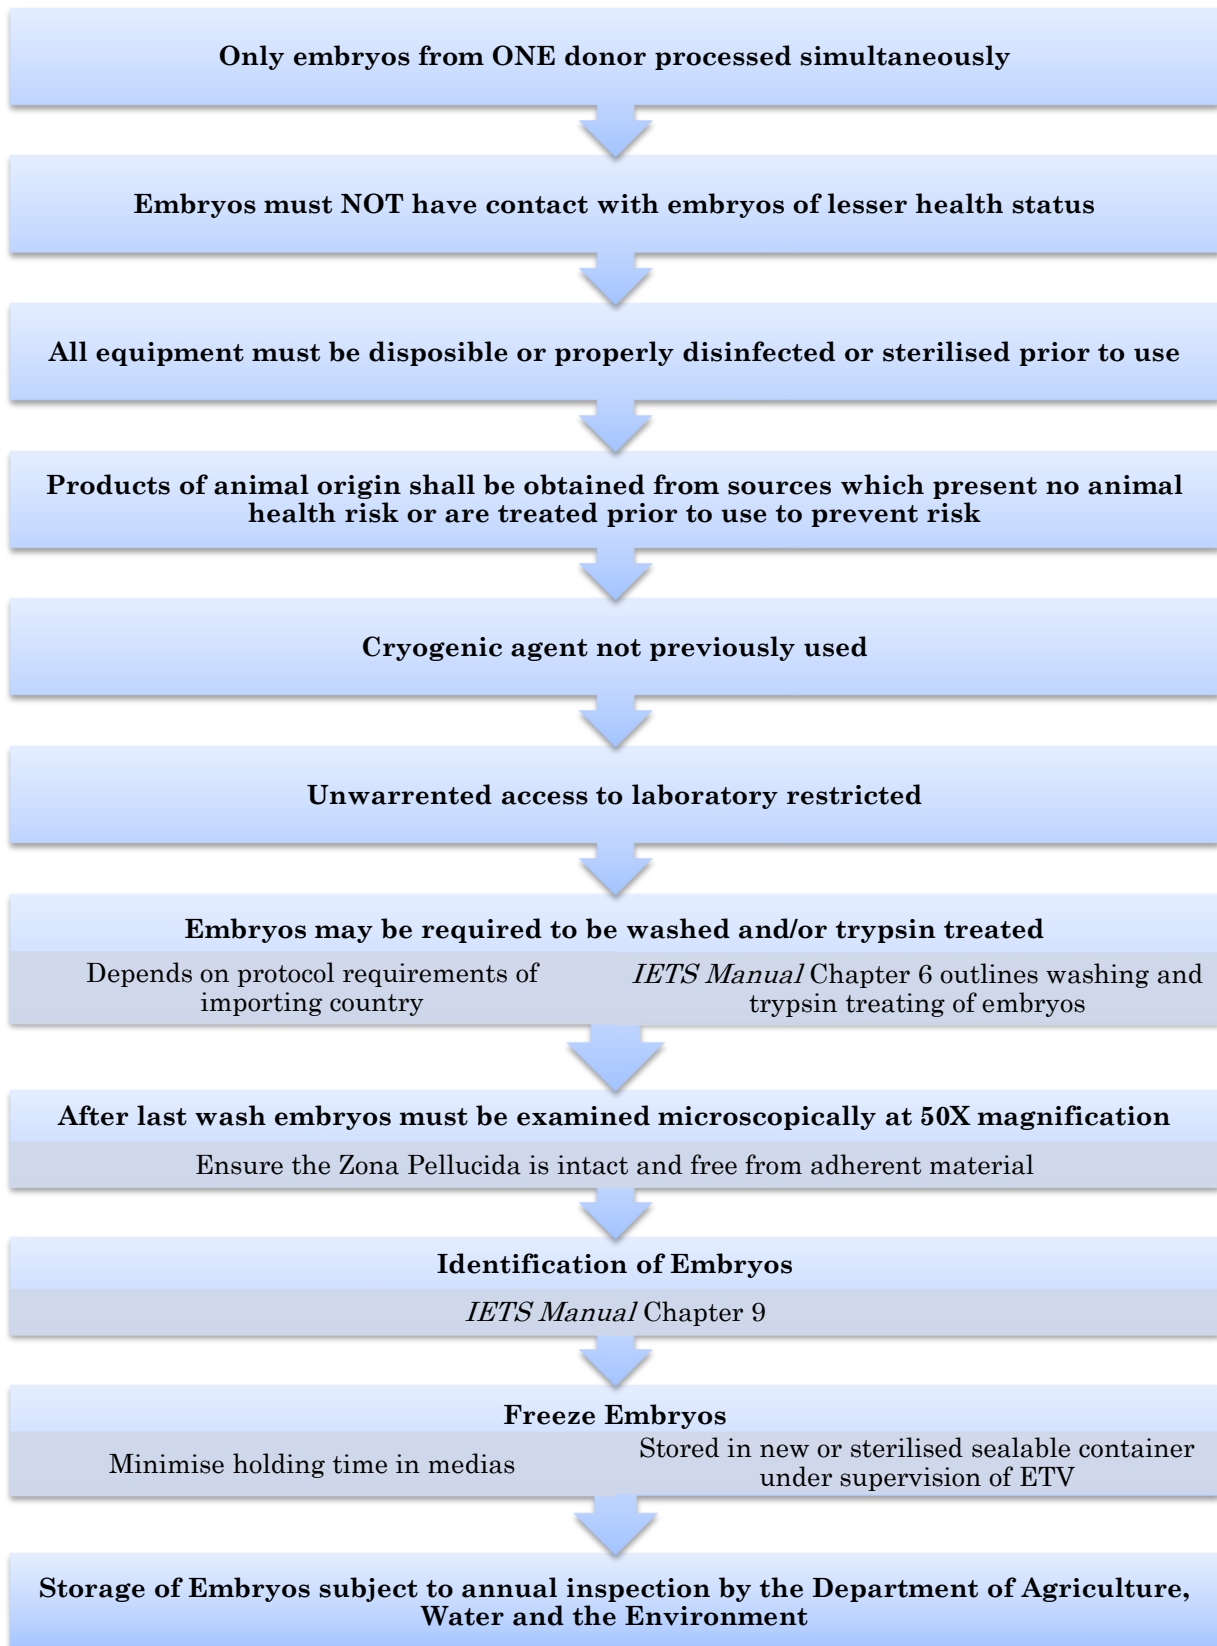 Only embryos from ONE donor processed simultaneously
Embryos must NOT have contact with embryos of lesser health status
All equipment must be disposible or properly disinfected or sterilised prior to use
Products of animal origin shall be obtained from sources which present no animal
health risk or are treated prior to use to prevent risk
Cryogenic agent not previously used
Unwarrented access to laboratory restricted
Embryos may be required to be washed and/or trypsin treated
Depends on protocol requirements of
importing country
IETS Manual Chapter 6 outlines washing and
trypsin treating of embryos
After last wash embryos must be examined microscopically at 50X magnification
Ensure the Zona Pellucida is intact and free from adherent material
Identification of Embryos
IETS Manual Chapter 9
Freeze Embryos
Minimise holding time in medias
Stored in new or sterilised sealable container
under supervision of ETV
Storage of Embryos subject to annual inspection by the Department of Agriculture,
Water and the Environment